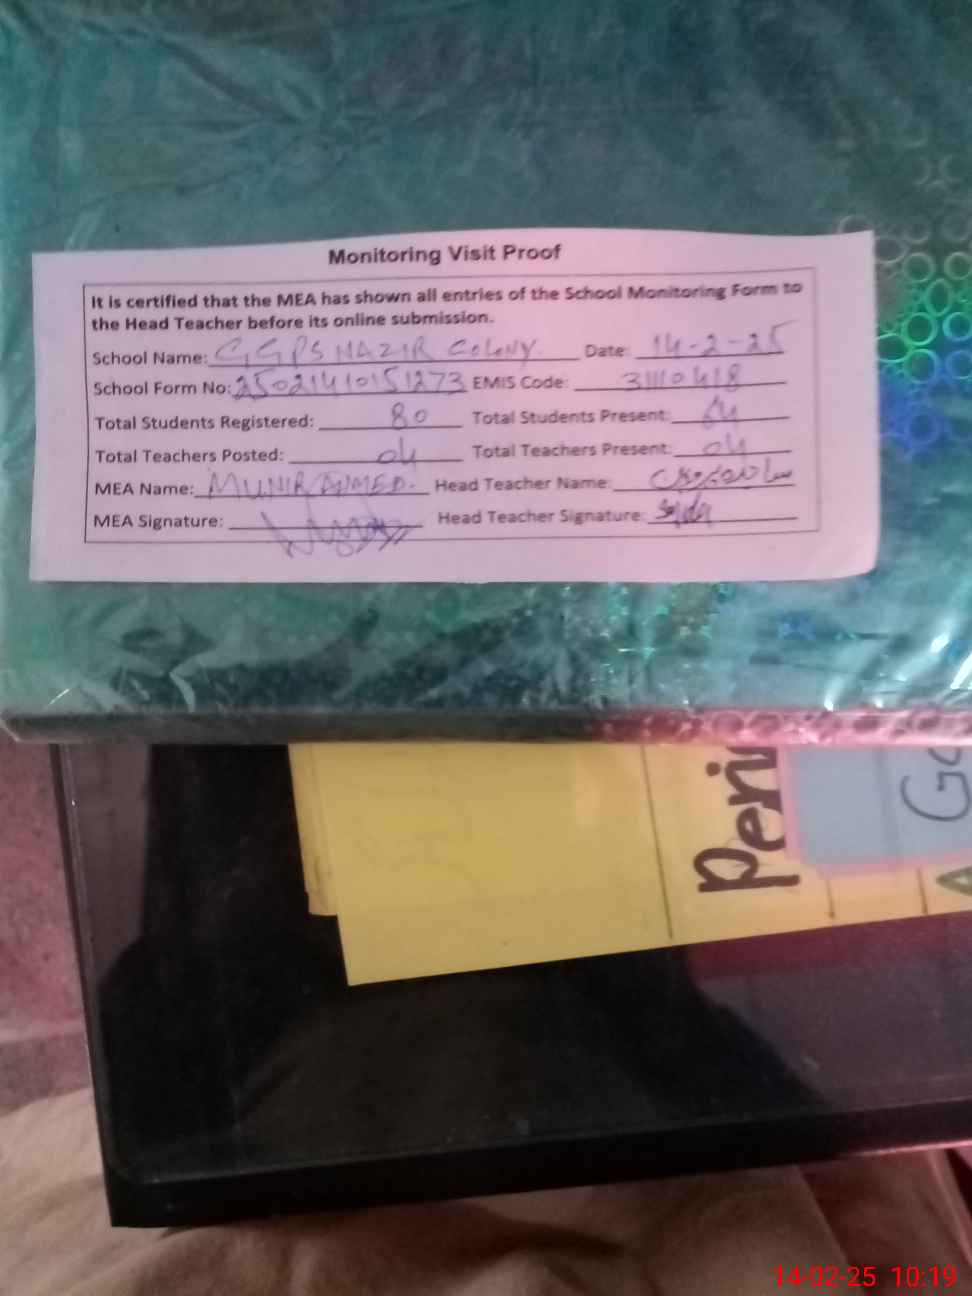 Monitoring Visit Proof
It is certified that the MEA has shown all entries of the School Monitoring Form to
the Head Teacher before its online submission.
School Name: GGPS NAZIR COLONY. Date: 14-2-25
School Form No: 25021410151273 EMIS Code: 31110418
Total Students Registered: 80 Total Students Present: 64
Total Teachers Posted: 04 Total Teachers Present: 04
MEA Name: MUNIR AHMED. Head Teacher Name:
MEA Signature: Head Teacher Signature:
Peri
Go
14-02-25 10:19